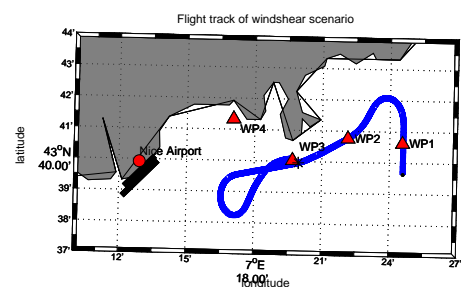 Flight track of windshear scenario
44'
43'
42'
41'
43°N
40.00'
39'
38'
37'
latitude
WP4
WP2
WP1
WP3
Nice Airport
12'
15'
7°E
18.00'
21'
24'
27'
longitude